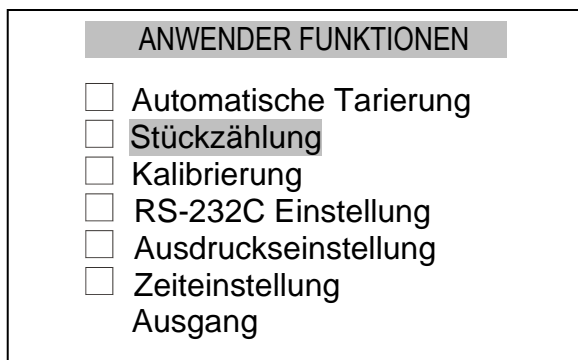 ANWENDER FUNKTIONEN
Automatische Tarierung
Stückzählung
Kalibrierung
RS-232C Einstellung
Ausdruckseinstellung
Zeiteinstellung
Ausgang